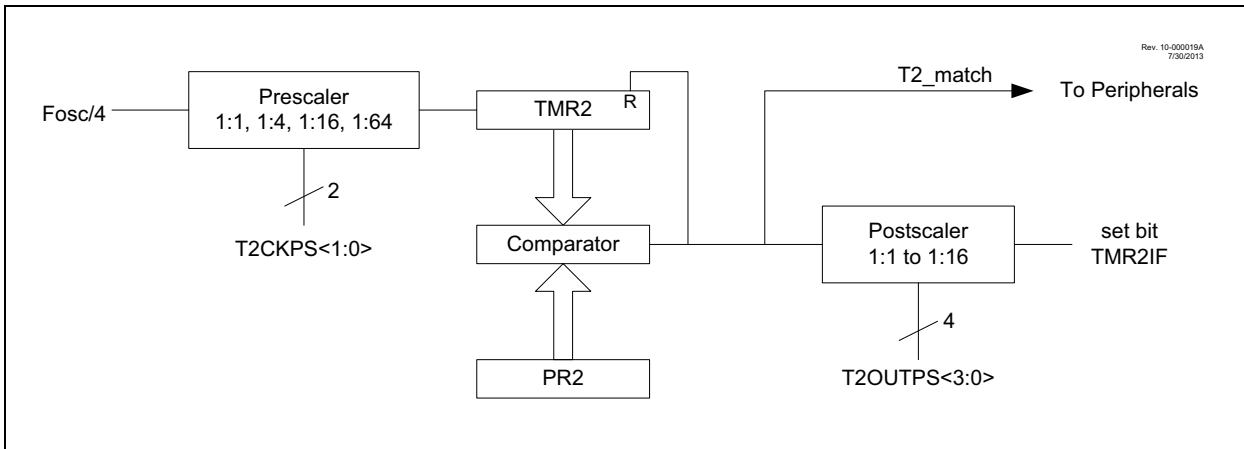 Rev. 10-000019A
7/30/2013
T2_match
To Peripherals
Fosc/4
Prescaler
1:1, 1:4, 1:16, 1:64
TMR2
R
2
T2CKPS<1:0>
Comparator
Postscaler
1:1 to 1:16
set bit
TMR2IF
4
T2OUTPS<3:0>
PR2